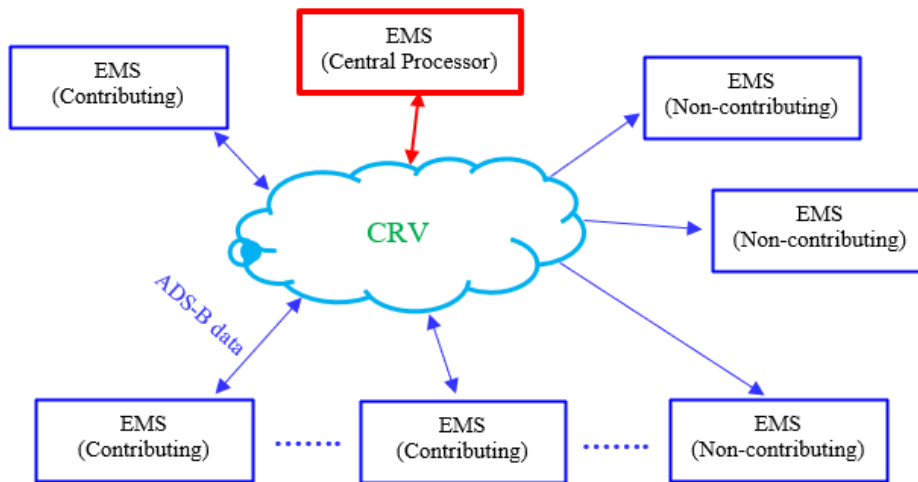 EMS
(Central Processor)
EMS
(Contributing)
EMS
(Non-contributing)
EMS
(Non-contributing)
CRV
ADS-B data
EMS
(Contributing)
EMS
(Contributing)
EMS
(Non-contributing)